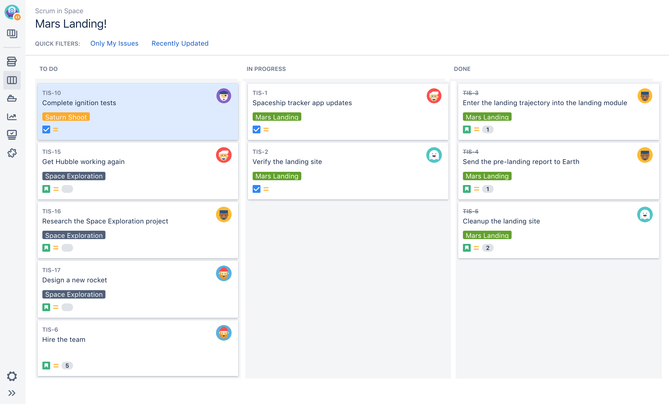 Scrum in Space
Mars Landing!
QUICK FILTERS: Only My Issues Recently Updated
TO DO
TIS-10
Complete ignition tests
Saturn Shoot
TIS-15
Get Hubble working again
Space Exploration
TIS-16
Research the Space Exploration project
Space Exploration
TIS-17
Design a new rocket
Space Exploration
TIS-6
Hire the team
5
IN PROGRESS
TIS-1
Spaceship tracker app updates
Mars Landing
TIS-2
Verify the landing site
Mars Landing
DONE
TIS-3
Enter the landing trajectory into the landing module
Mars Landing
1
TIS-4
Send the pre-landing report to Earth
Mars Landing
1
TIS-5
Cleanup the landing site
Mars Landing
2